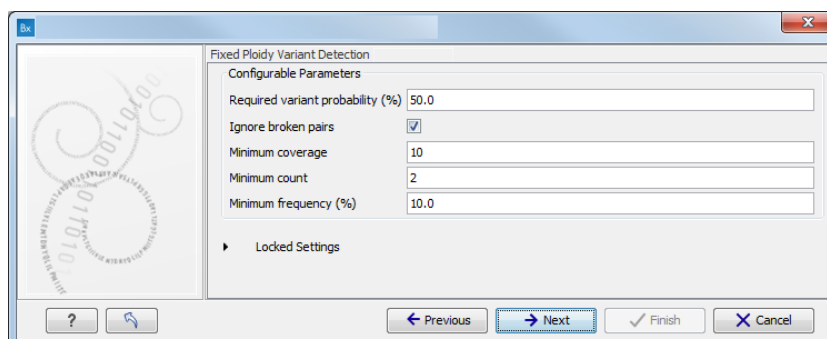 Bx
Fixed Ploidy Variant Detection
Configurable Parameters
Required variant probability (%) 50.0
Ignore broken pairs
Minimum coverage 10
Minimum count 2
Minimum frequency (%) 10.0
Locked Settings
? Previous Next Finish Cancel